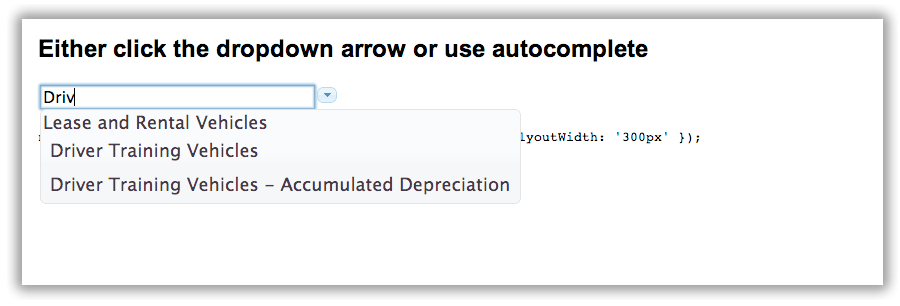 Either click the dropdown arrow or use autocomplete
Driv
Lease and Rental Vehicles
lyoutWidth: '300px' });
Driver Training Vehicles
Driver Training Vehicles – Accumulated Depreciation